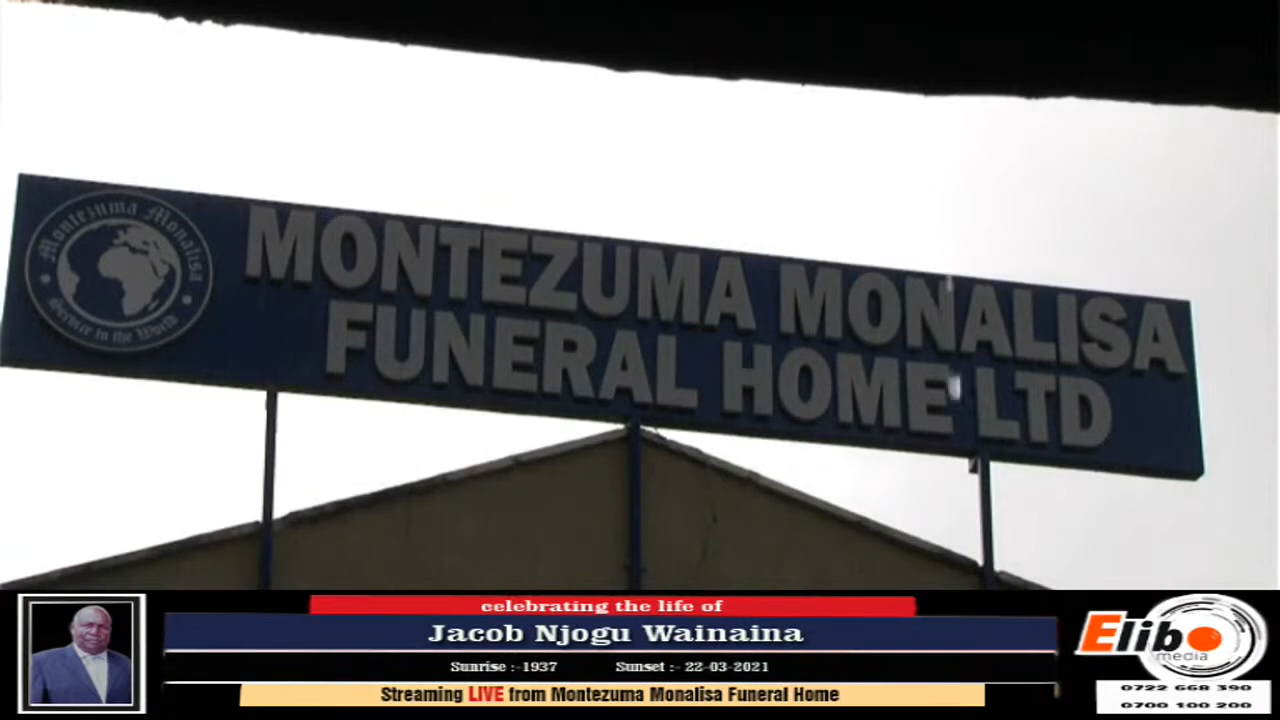 Montezuma Monalisa
Service to the World
MONTEZUMA MONALISA
FUNERAL HOME LTD
celebrating the life of
Jacob Njogu Wainaina
Sunrise :-1937 Sunset :- 22-03-2021
Streaming LIVE from Montezuma Monalisa Funeral Home
Elibo
media
0722 668 390
0700 100 200